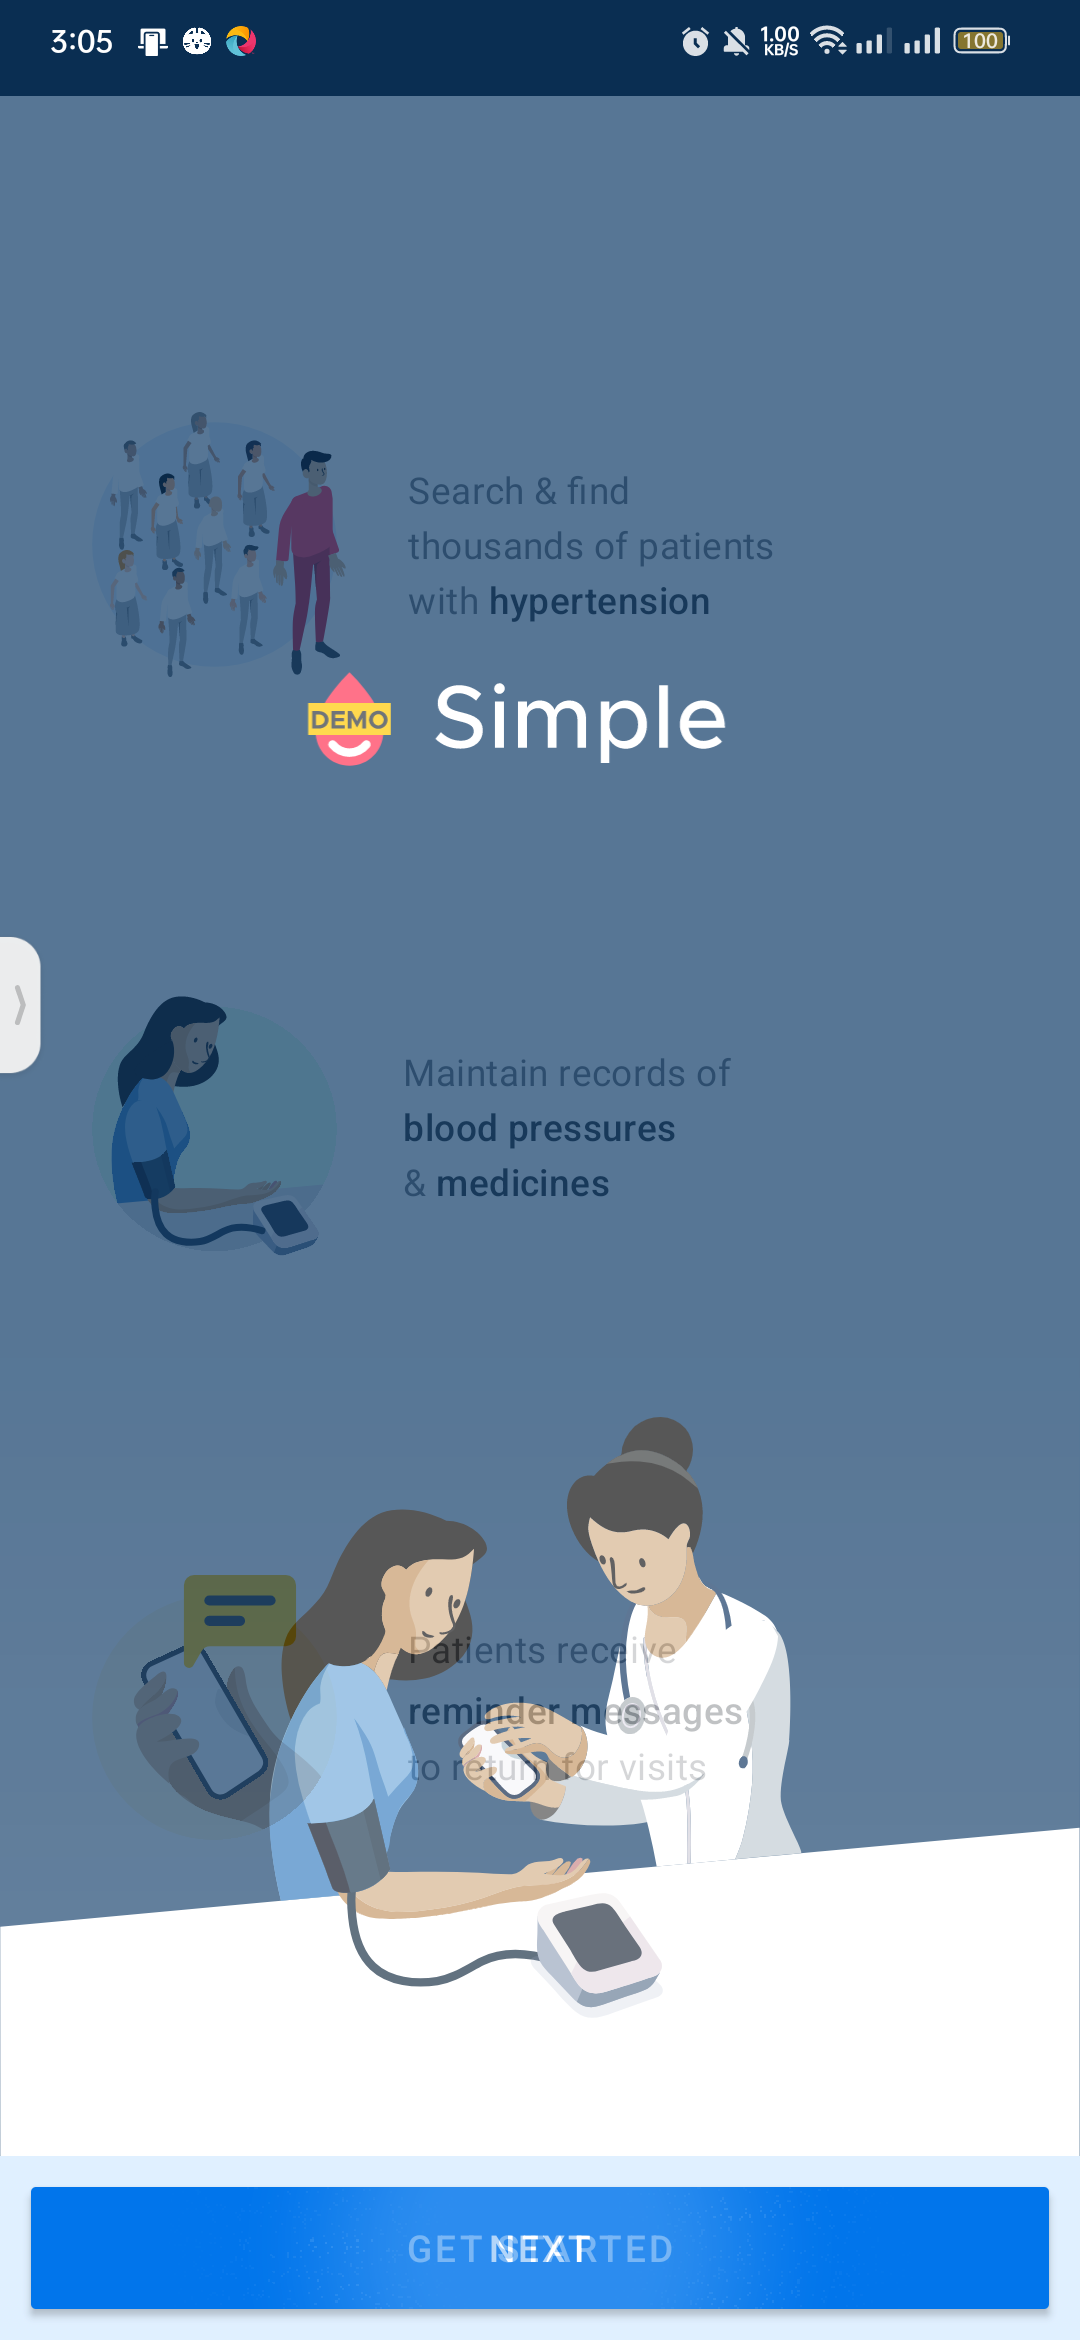 3:05
1.00
KB/S
100
Search & find
thousands of patients
with hypertension
DEMO
Simple
Maintain records of
blood pressures
& medicines
Patients receive
reminder messages
to return for visits
GET STARTED
NEXT